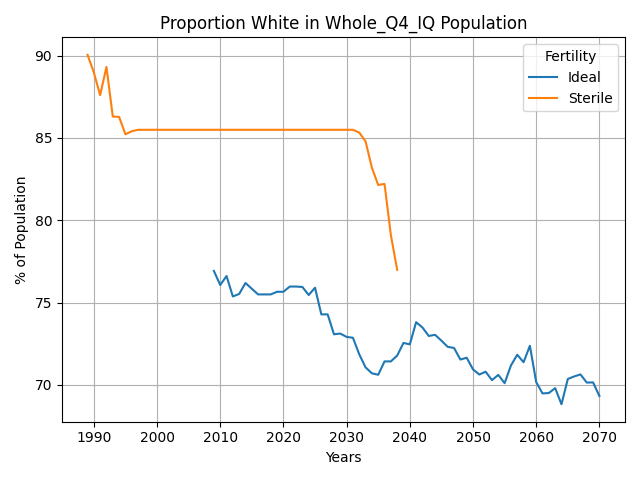 Proportion White in Whole_Q4_IQ Population
Fertility
Ideal
Sterile
% of Population
90
85
80
75
70
1990 2000 2010 2020 2030 2040 2050 2060 2070
Years